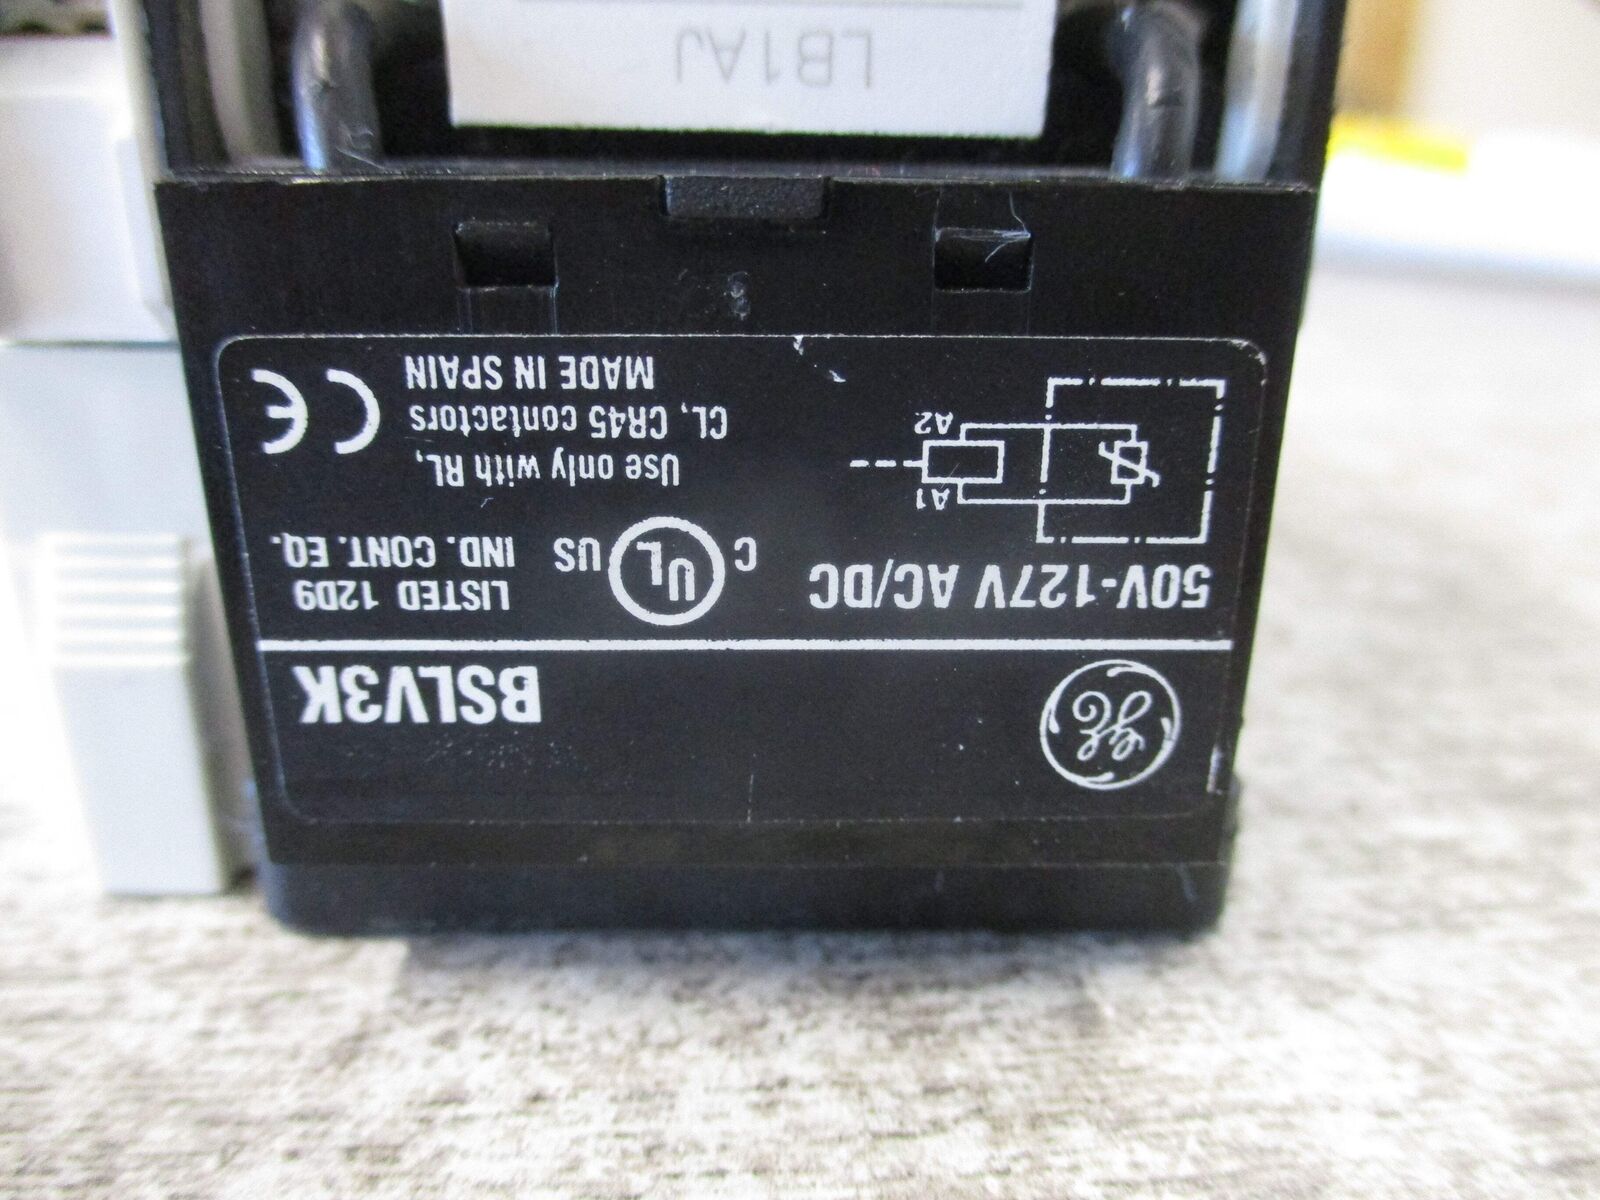 GE
BSLV3K
50V-127V AC/DC
C UL US
LISTED 12D9
IND. CONT. EQ.
A1
A2
Use only with RL,
CL, CR45 contactors
MADE IN SPAIN
CE
LB1AJ